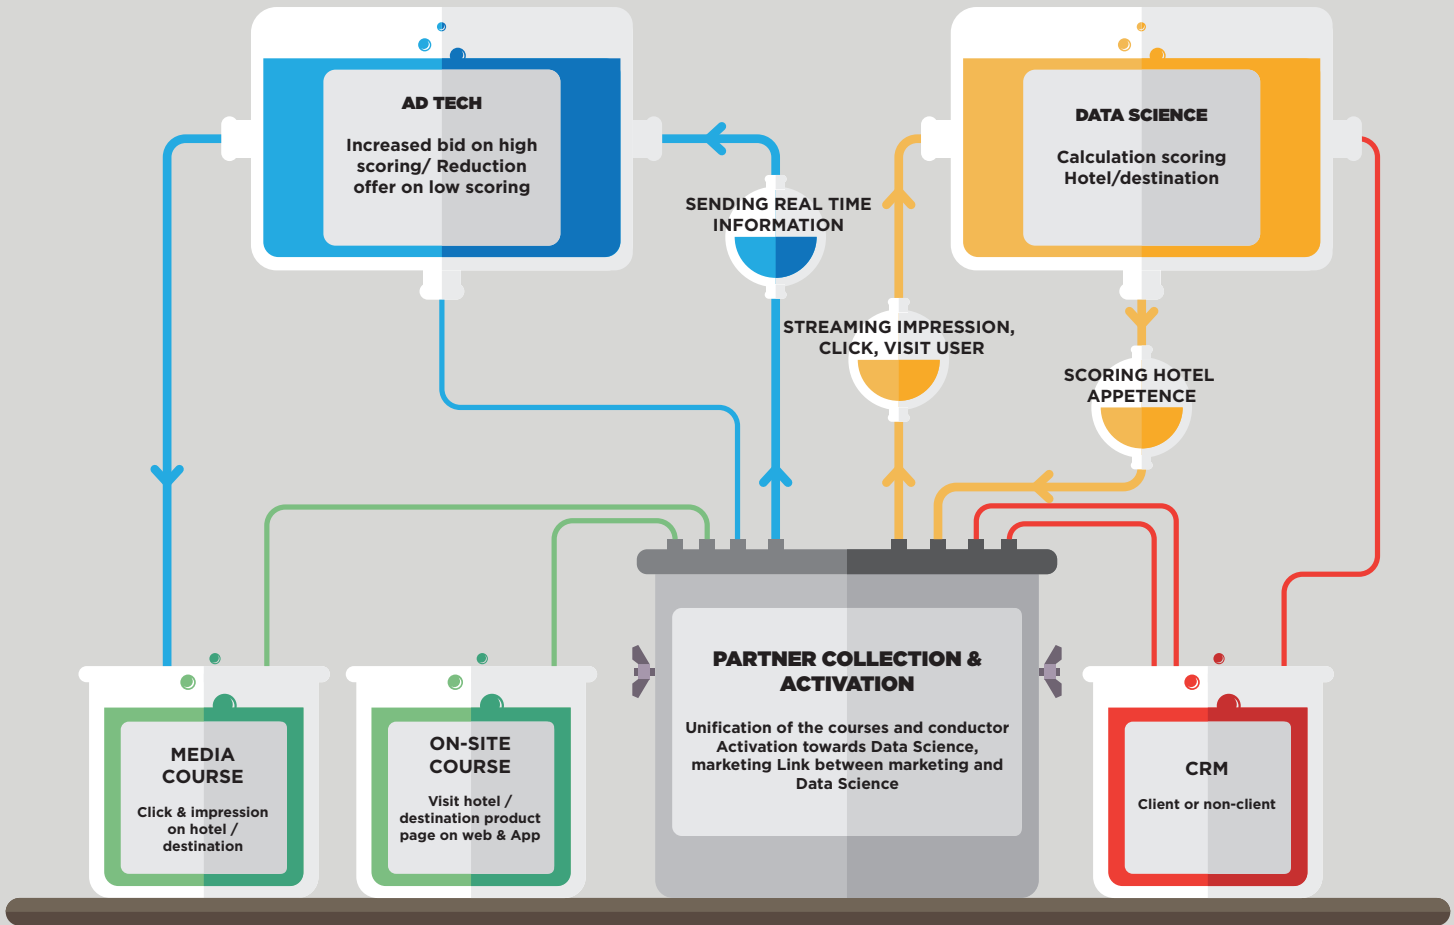 AD TECH
Increased bid on high
scoring/ Reduction
offer on low scoring
DATA SCIENCE
Calculation scoring
Hotel/destination
SENDING REAL TIME
INFORMATION
STREAMING IMPRESSION,
CLICK, VISIT USER
SCORING HOTEL
APPETENCE
MEDIA
COURSE
Click & impression
on hotel /
destination
ON-SITE
COURSE
Visit hotel /
destination product
page on web & App
PARTNER COLLECTION &
ACTIVATION
Unification of the courses and conductor
Activation towards Data Science,
marketing Link between marketing and
Data Science
CRM
Client or non-client